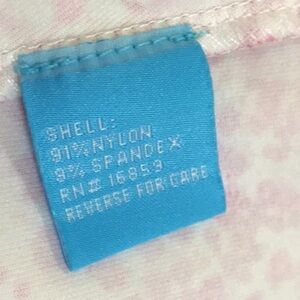 SHELL:
91% NYLON
9% SPANDEX
RN# 16859
REVERSE FOR CARE